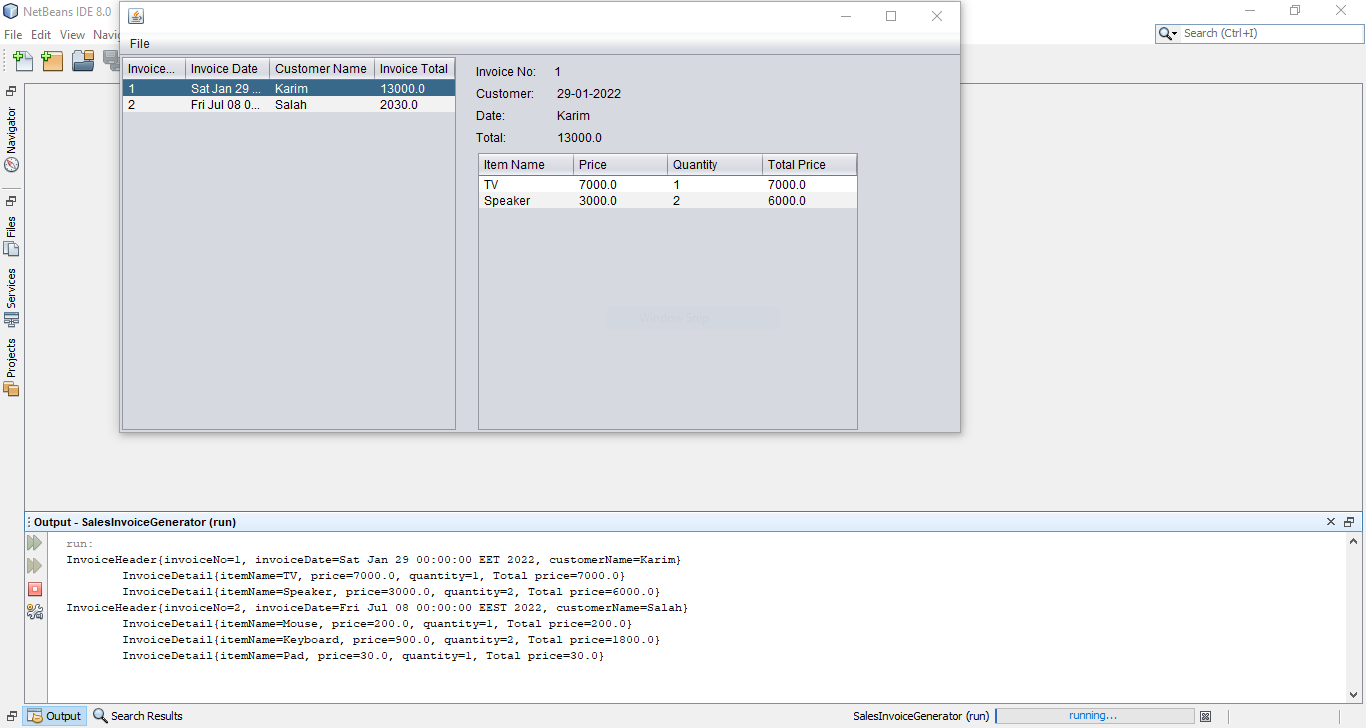 NetBeans IDE 8.0
File Edit View Navig
Search (Ctrl+I)
File
Invoice... Invoice Date Customer Name Invoice Total
1 Sat Jan 29 ... Karim 13000.0
2 Fri Jul 08 0... Salah 2030.0
Invoice No: 1
Customer: 29-01-2022
Date: Karim
Total: 13000.0
Item Name Price Quantity Total Price
TV 7000.0 1 7000.0
Speaker 3000.0 2 6000.0
Navigator
Files
Services
Projects
Output - SalesInvoiceGenerator (run)
run:
InvoiceHeader{invoiceNo=1, invoiceDate=Sat Jan 29 00:00:00 EET 2022, customerName=Karim}
InvoiceDetail{itemName=TV, price=7000.0, quantity=1, Total price=7000.0}
InvoiceDetail{itemName=Speaker, price=3000.0, quantity=2, Total price=6000.0}
InvoiceHeader{invoiceNo=2, invoiceDate=Fri Jul 08 00:00:00 EEST 2022, customerName=Salah}
InvoiceDetail{itemName=Mouse, price=200.0, quantity=1, Total price=200.0}
InvoiceDetail{itemName=Keyboard, price=900.0, quantity=2, Total price=1800.0}
InvoiceDetail{itemName=Pad, price=30.0, quantity=1, Total price=30.0}
Output Search Results
SalesInvoiceGenerator (run) running...